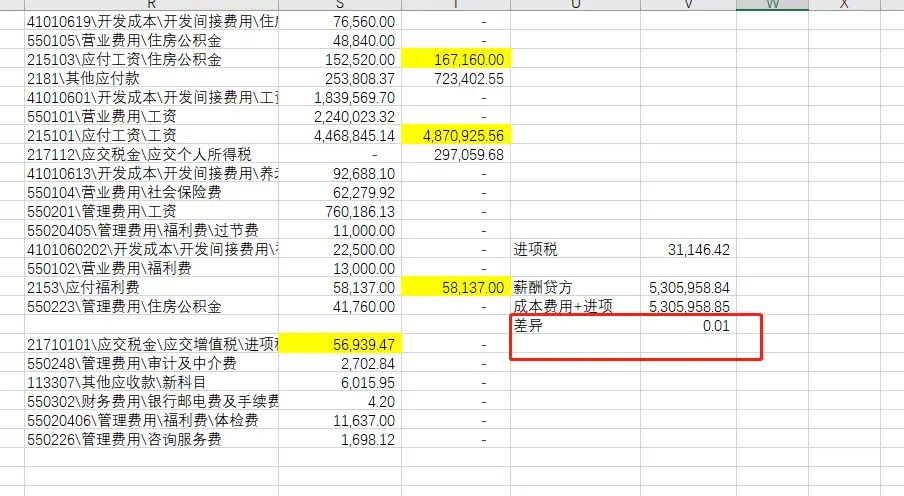 R S T U V W X
41010619\开发成本\开发间接费用\住 76,560.00 -
550105\营业费用\住房公积金 48,840.00 -
215103\应付工资\住房公积金 152,520.00 167,160.00
2181\其他应付款 253,808.37 723,402.55
41010601\开发成本\开发间接费用\工 1,839,569.70 -
550101\营业费用\工资 2,240,023.32 -
215101\应付工资\工资 4,468,845.14 4,870,925.56
217112\应交税金\应交个人所得税 - 297,059.68
41010613\开发成本\开发间接费用\养 92,688.10 -
550104\营业费用\社会保险费 62,279.92 -
550201\管理费用\工资 760,186.13 -
55020405\管理费用\福利费\过节费 11,000.00 -
4101060202\开发成本\开发间接费用\ 22,500.00 - 进项税 31,146.42
550102\营业费用\福利费 13,000.00 -
2153\应付福利费 58,137.00 58,137.00 薪酬贷方 5,305,958.84
550223\管理费用\住房公积金 41,760.00 - 成本费用+进项 5,305,958.85
差异 0.01
21710101\应交税金\应交增值税\进项 56,939.47 -
550248\管理费用\审计及中介费 2,702.84 -
113307\其他应收款\新科目 6,015.95 -
550302\财务费用\银行邮电费及手续费 4.20 -
55020406\管理费用\福利费\体检费 11,637.00 -
550226\管理费用\咨询服务费 1,698.12 -